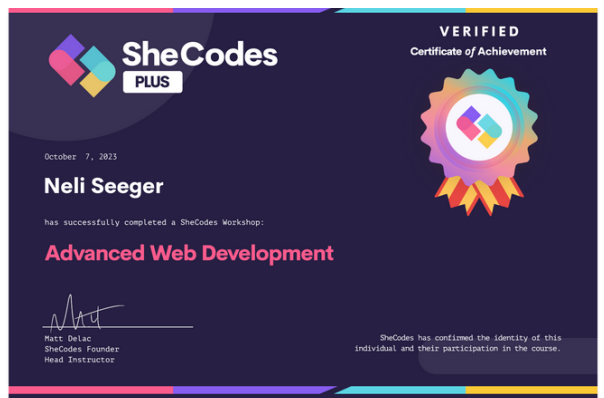 SheCodes
PLUS
VERIFIED
Certificate of Achievement
October 7, 2023
Neli Seeger
has successfully completed a SheCodes Workshop:
Advanced Web Development
Matt Delac
SheCodes Founder
Head Instructor
SheCodes has confirmed the identity of this
individual and their participation in the course.